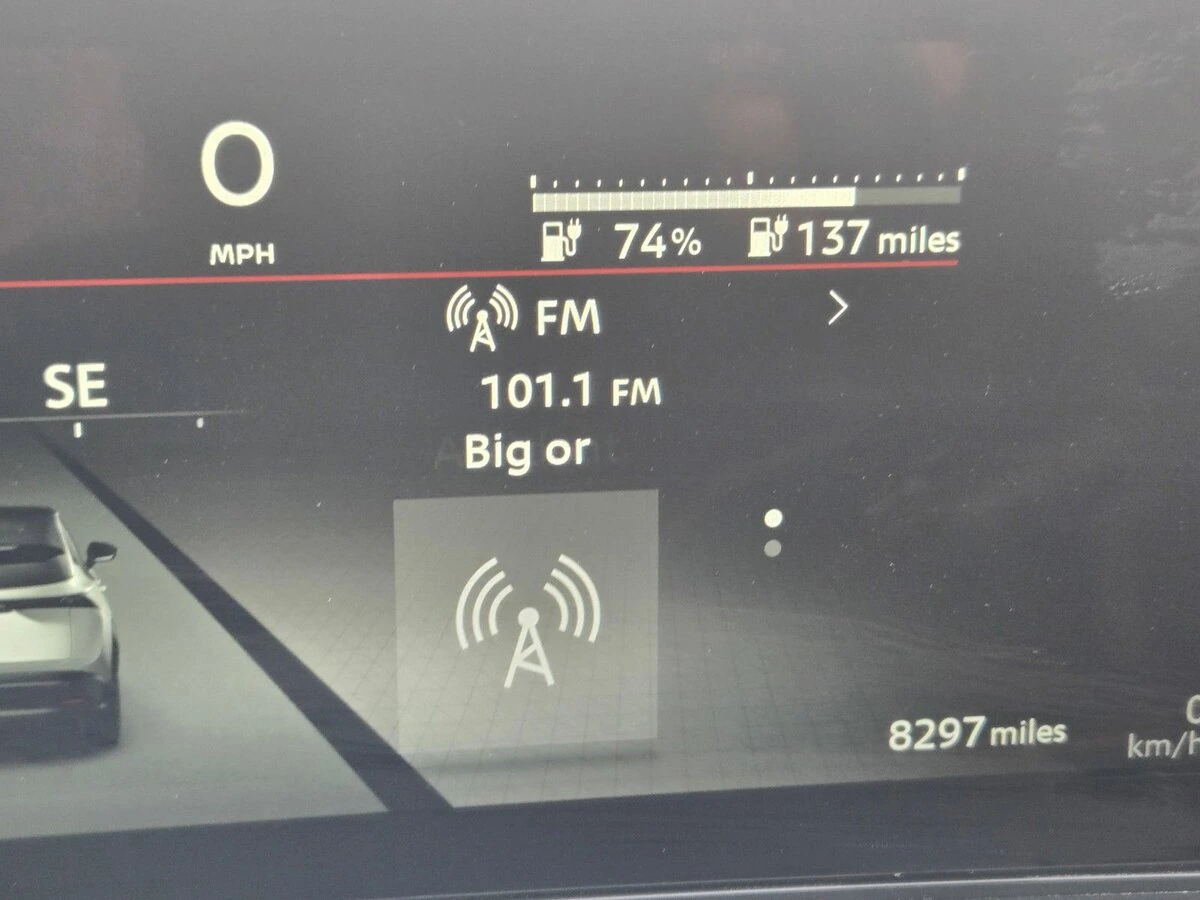 0
MPH
74% 137 miles
FM
SE
101.1 FM
Big or
8297 miles
km/h